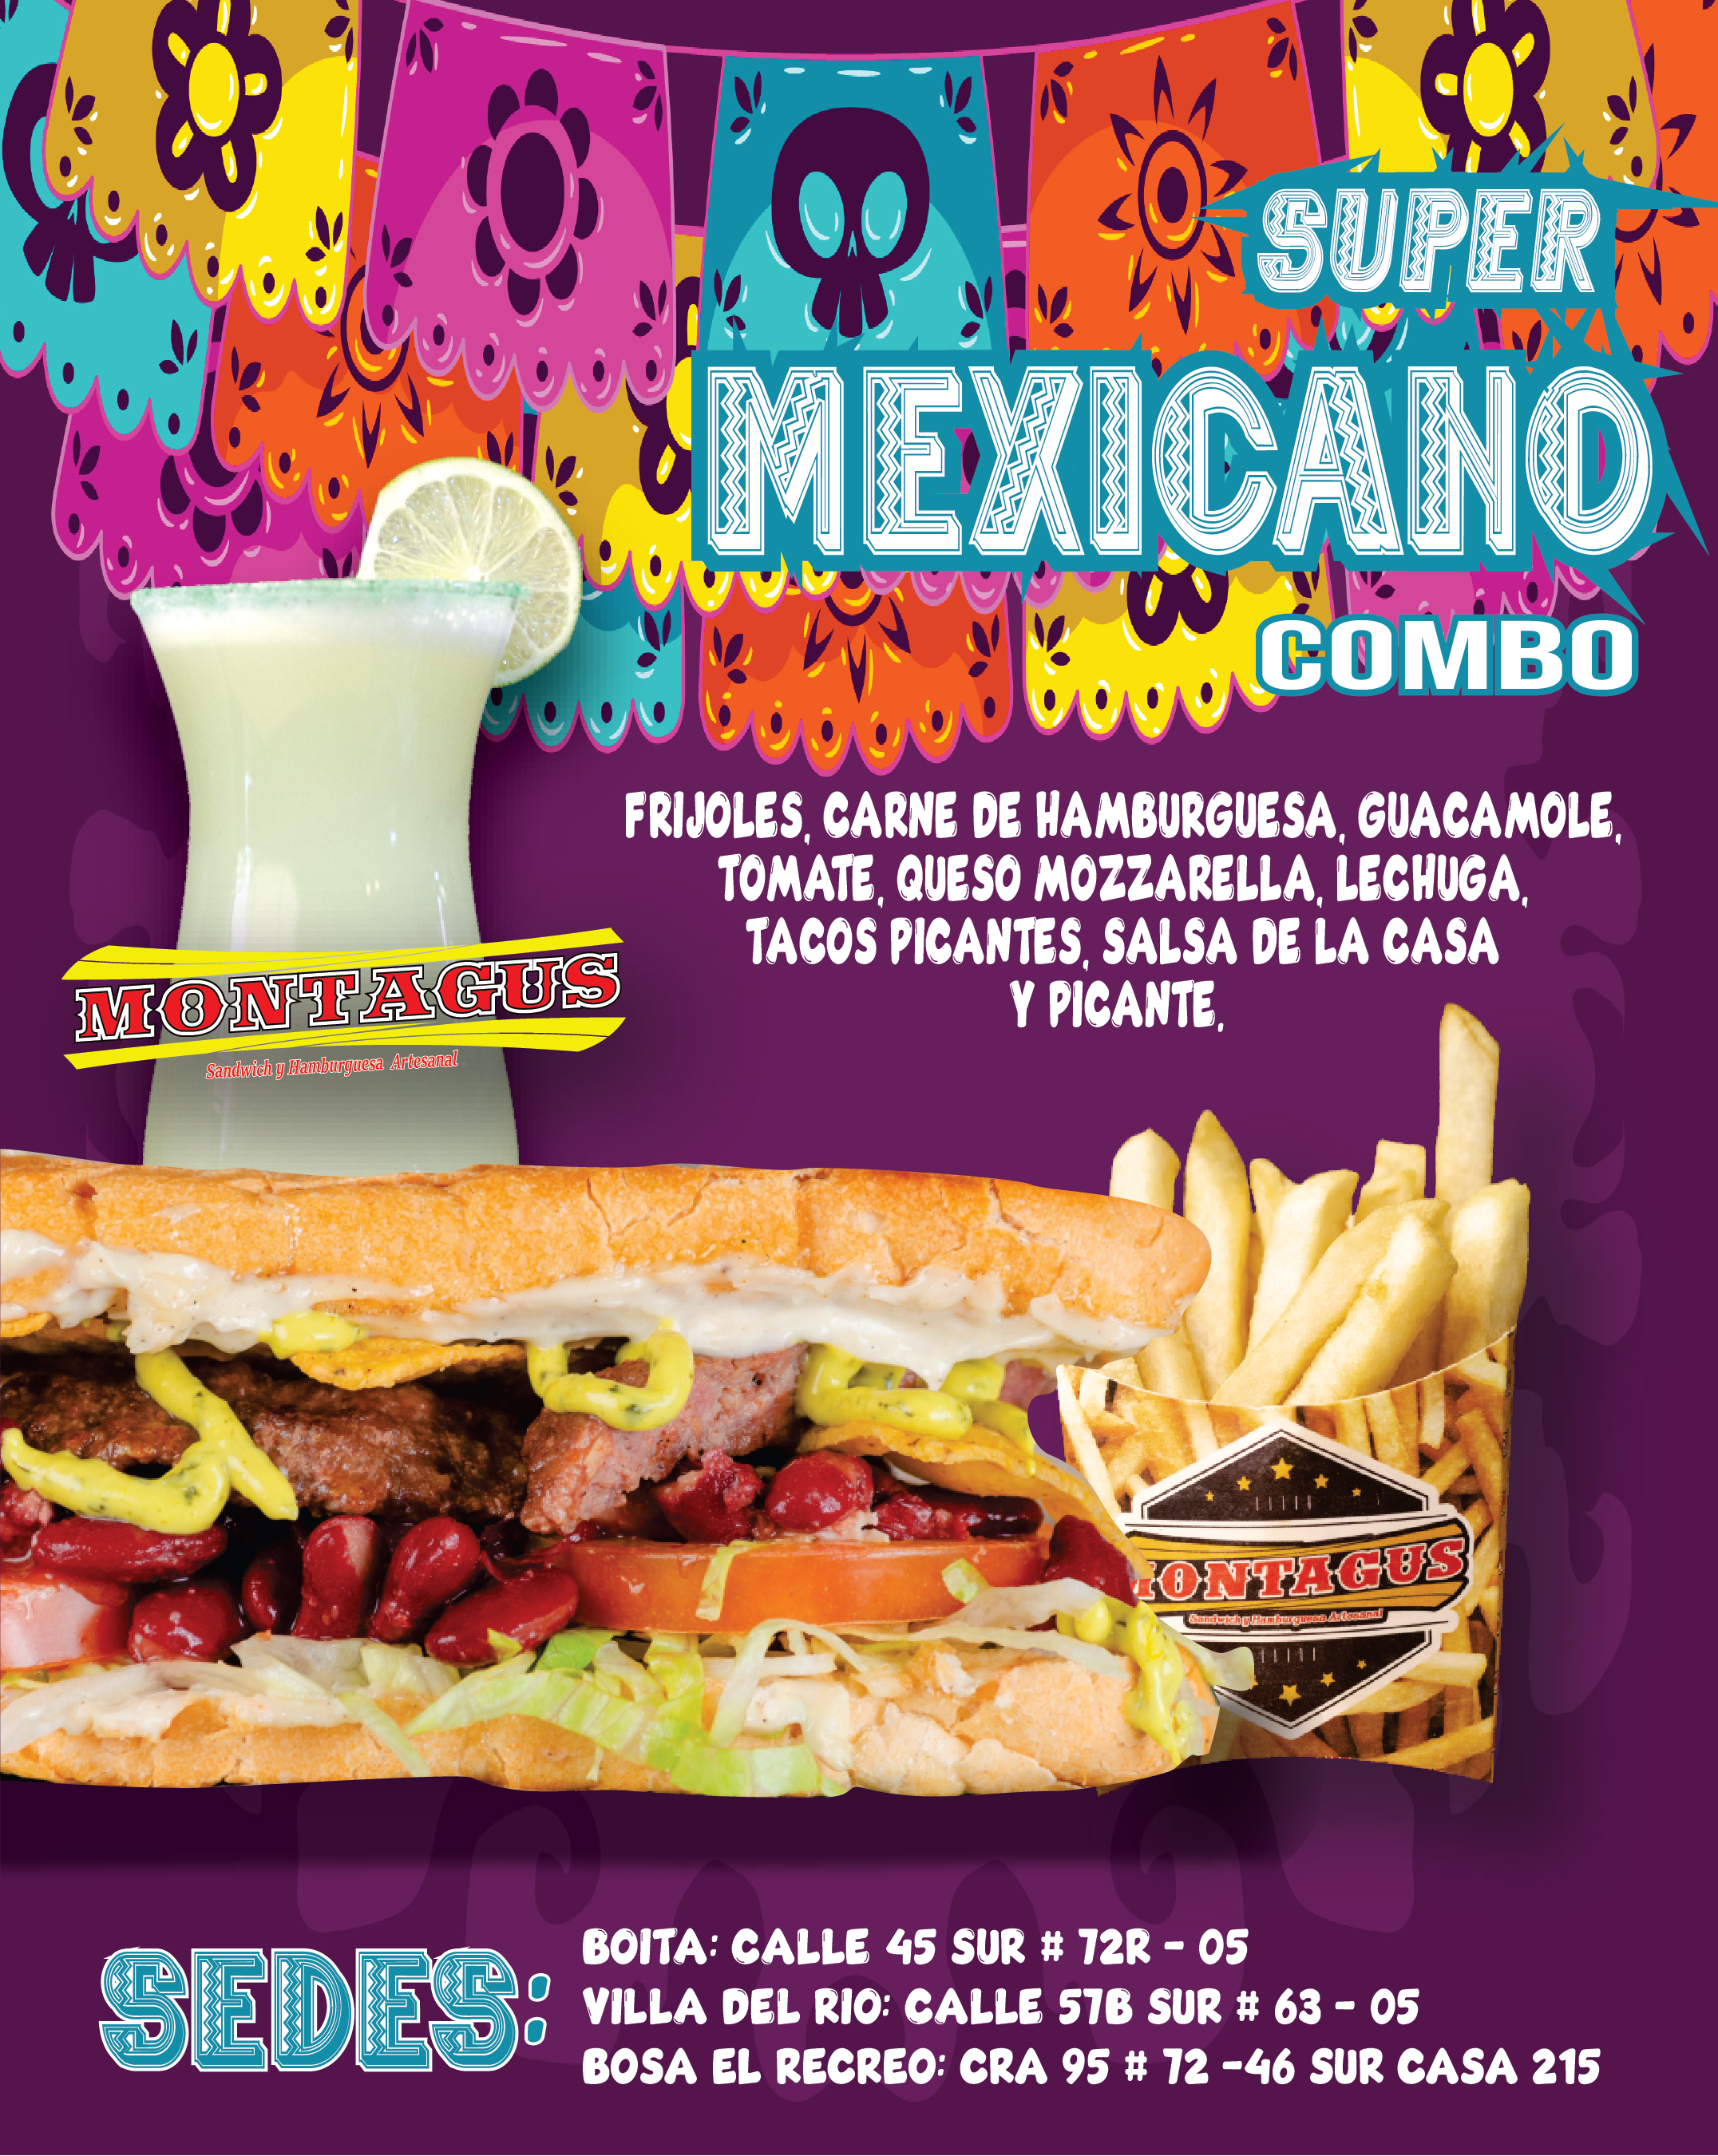 SUPER
MEXICANO
COMBO
FRIJOLES, CARNE DE HAMBURGUESA, GUACAMOLE,
TOMATE, QUESO MOZZARELLA, LECHUGA,
TACOS PICANTES, SALSA DE LA CASA
Y PICANTE,
MONTAGUS
Sandwich y Hamburguesa Artesanal
MONTAGUS
Sandwich y Hamburguesa Artesanal
SEDES:
BOITA: CALLE 45 SUR # 72R - 05
VILLA DEL RIO: CALLE 57B SUR # 63 - 05
BOSA EL RECREO: CRA 95 # 72 -46 SUR CASA 215